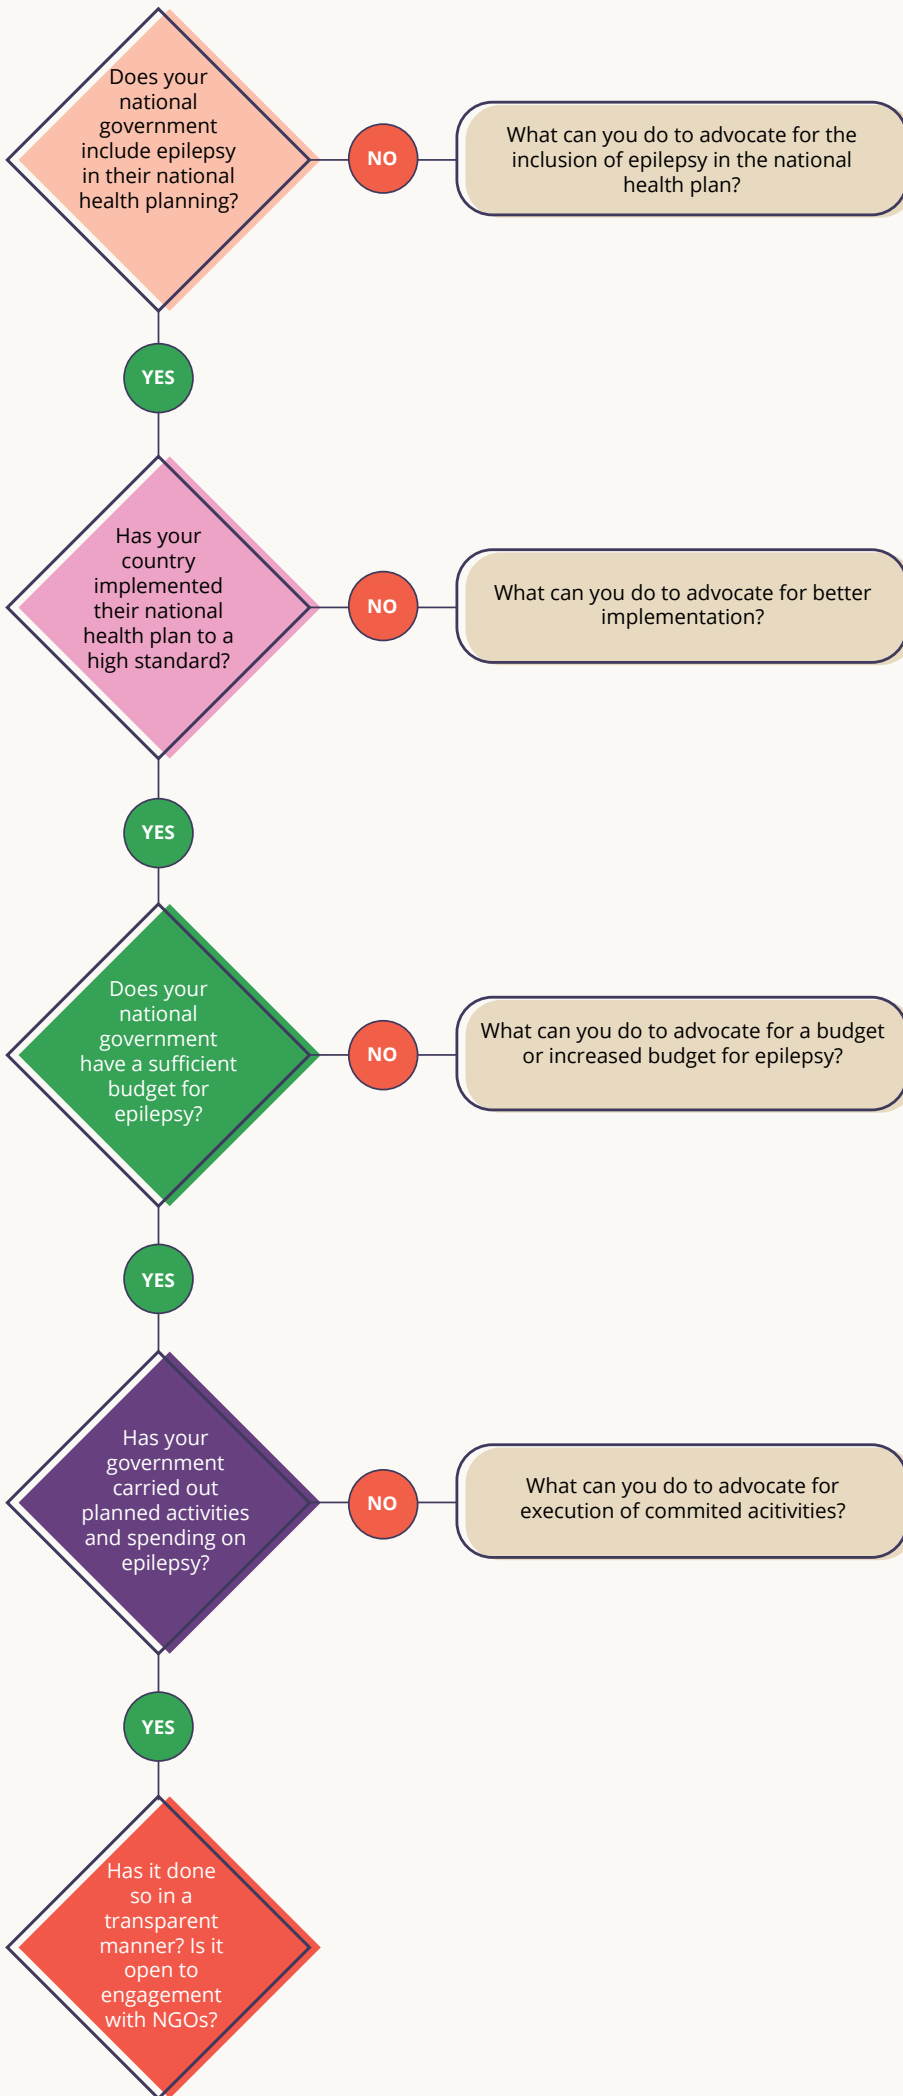 Does your
national
government
include epilepsy
in their national
health planning?
NO
What can you do to advocate for the
inclusion of epilepsy in the national
health plan?
YES
Has your
country
implemented
their national
health plan to a
high standard?
NO
What can you do to advocate for better
implementation?
YES
Does your
national
government
have a sufficient
budget for
epilepsy?
NO
What can you do to advocate for a budget
or increased budget for epilepsy?
YES
Has your
government
carried out
planned activities
and spending on
epilepsy?
NO
What can you do to advocate for
execution of commited acitivities?
YES
Has it done
so in a
transparent
manner? Is it
open to
engagement
with NGOs?